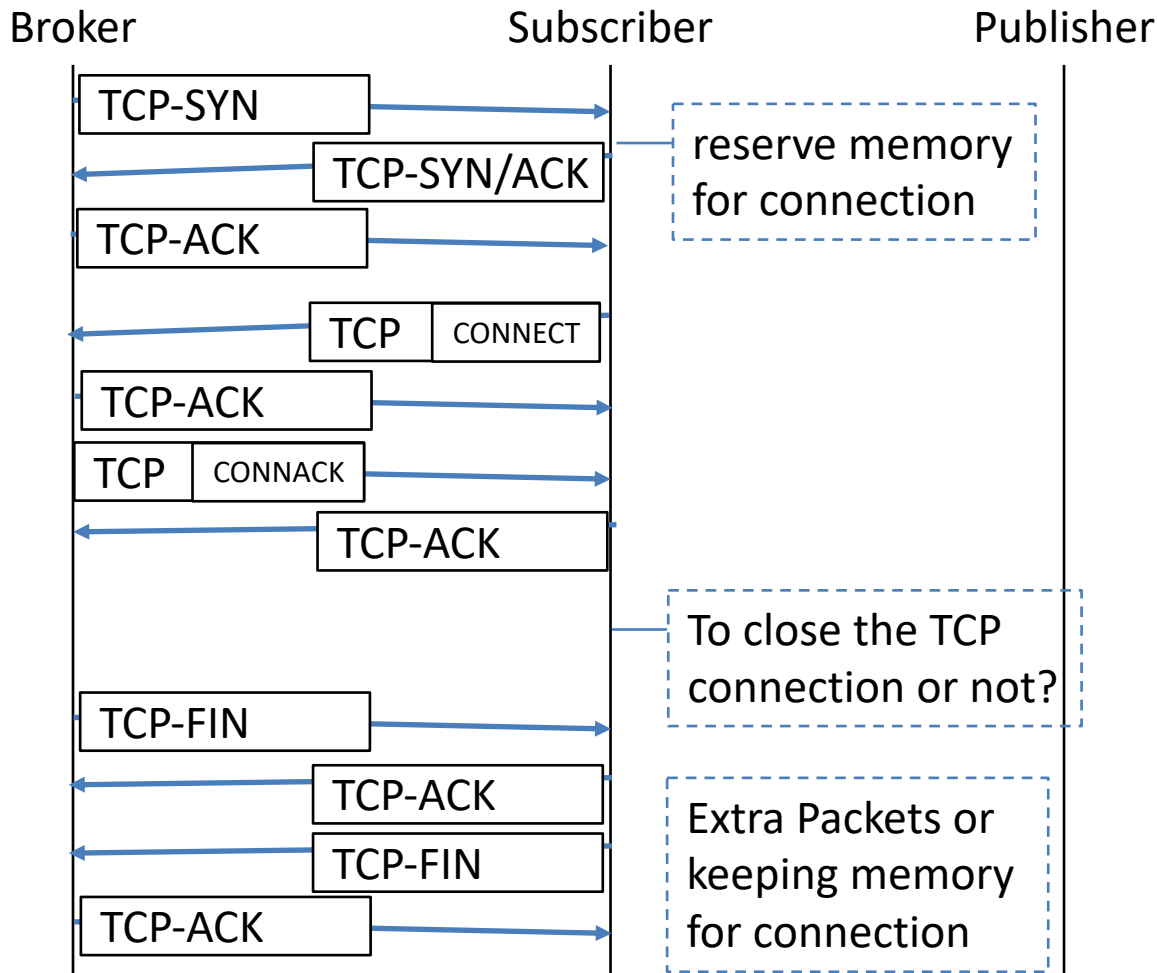 Broker
Subscriber
Publisher
TCP-SYN
reserve memory
for connection
TCP-SYN/ACK
TCP-ACK
TCP
CONNECT
TCP-ACK
TCP
CONNACK
TCP-ACK
To close the TCP
connection or not?
TCP-FIN
TCP-ACK
Extra Packets or
keeping memory
for connection
TCP-FIN
TCP-ACK